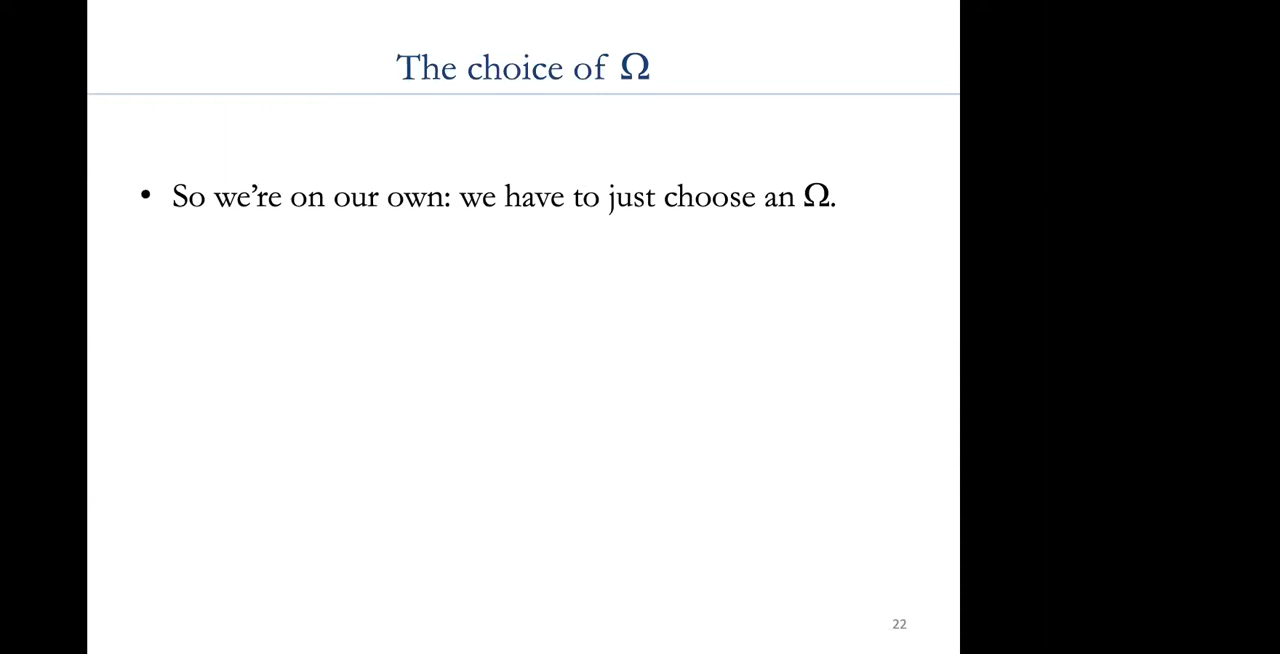 The choice of Ω
• So we’re on our own: we have to just choose an Ω.
22